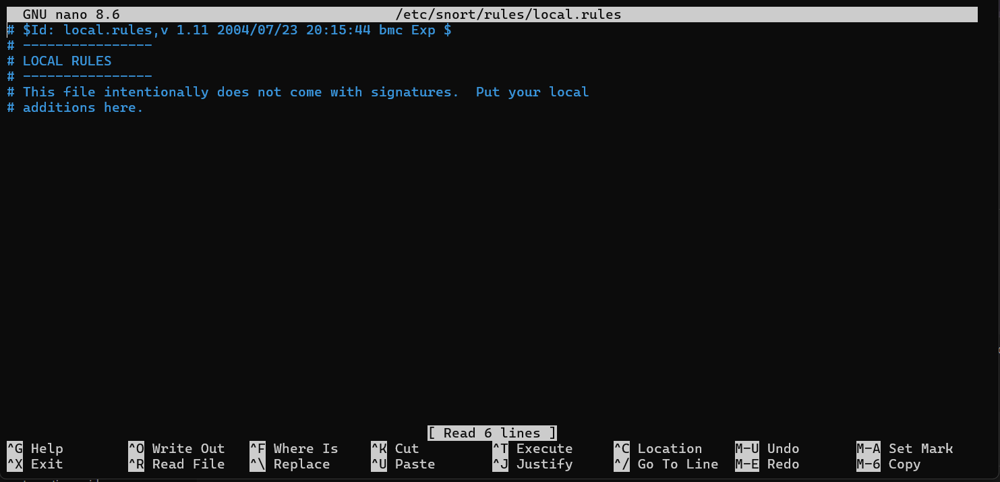 GNU nano 8.6 /etc/snort/rules/local.rules
# $Id: local.rules,v 1.11 2004/07/23 20:15:44 bmc Exp $
# ----------------
# LOCAL RULES
# ----------------
# This file intentionally does not come with signatures.  Put your local
# additions here.
[ Read 6 lines ]
^G Help ^O Write Out ^F Where Is ^K Cut ^T Execute ^C Location M-U Undo M-A Set Mark
^X Exit ^R Read File ^\ Replace ^U Paste ^J Justify ^/ Go To Line M-E Redo M-6 Copy